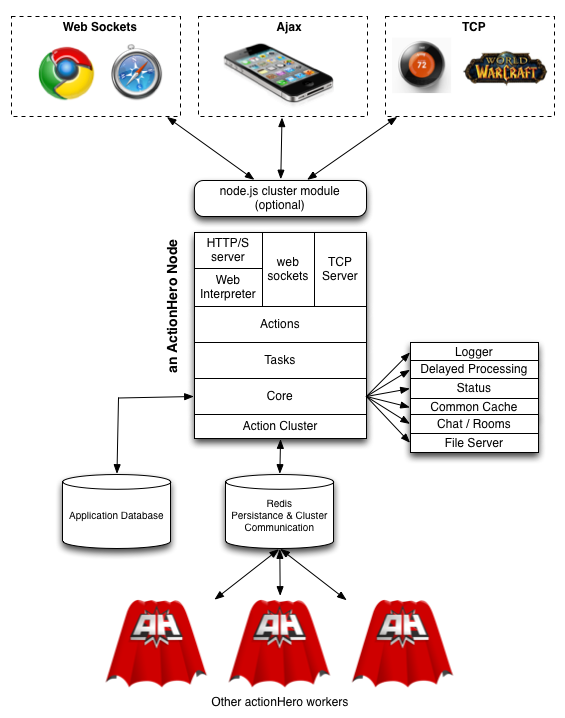 Web Sockets
Ajax
TCP
72
WORLD
OF
WARCRAFT
node.js cluster module
(optional)
an ActionHero Node
HTTP/S
server
Web
Interpreter
web
sockets
TCP
Server
Actions
Tasks
Core
Action Cluster
Logger
Delayed Processing
Status
Common Cache
Chat / Rooms
File Server
Application Database
Redis
Persistance & Cluster
Communication
AH
AH
AH
Other actionHero workers